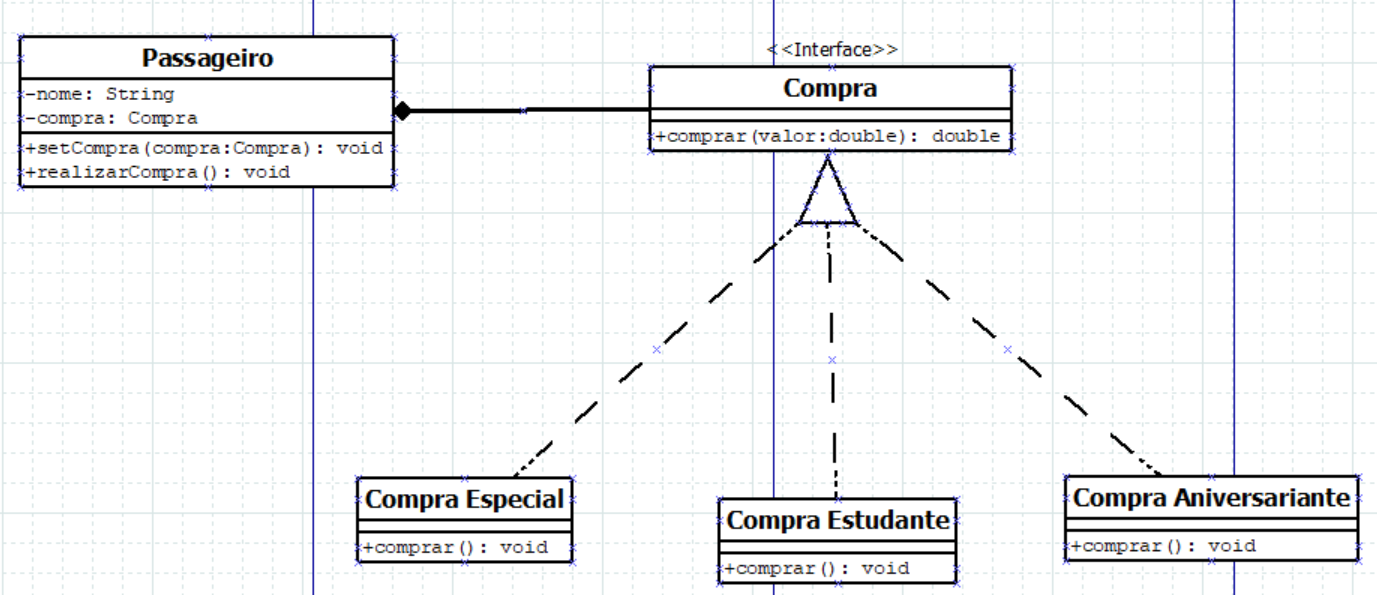 Passageiro
-nome: String
-compra: Compra
+setCompra(compra:Compra): void
+realizarCompra(): void
<<Interface>>
Compra
+comprar(valor:double): double
Compra Especial
+comprar(): void
Compra Estudante
+comprar(): void
Compra Aniversariante
+comprar(): void